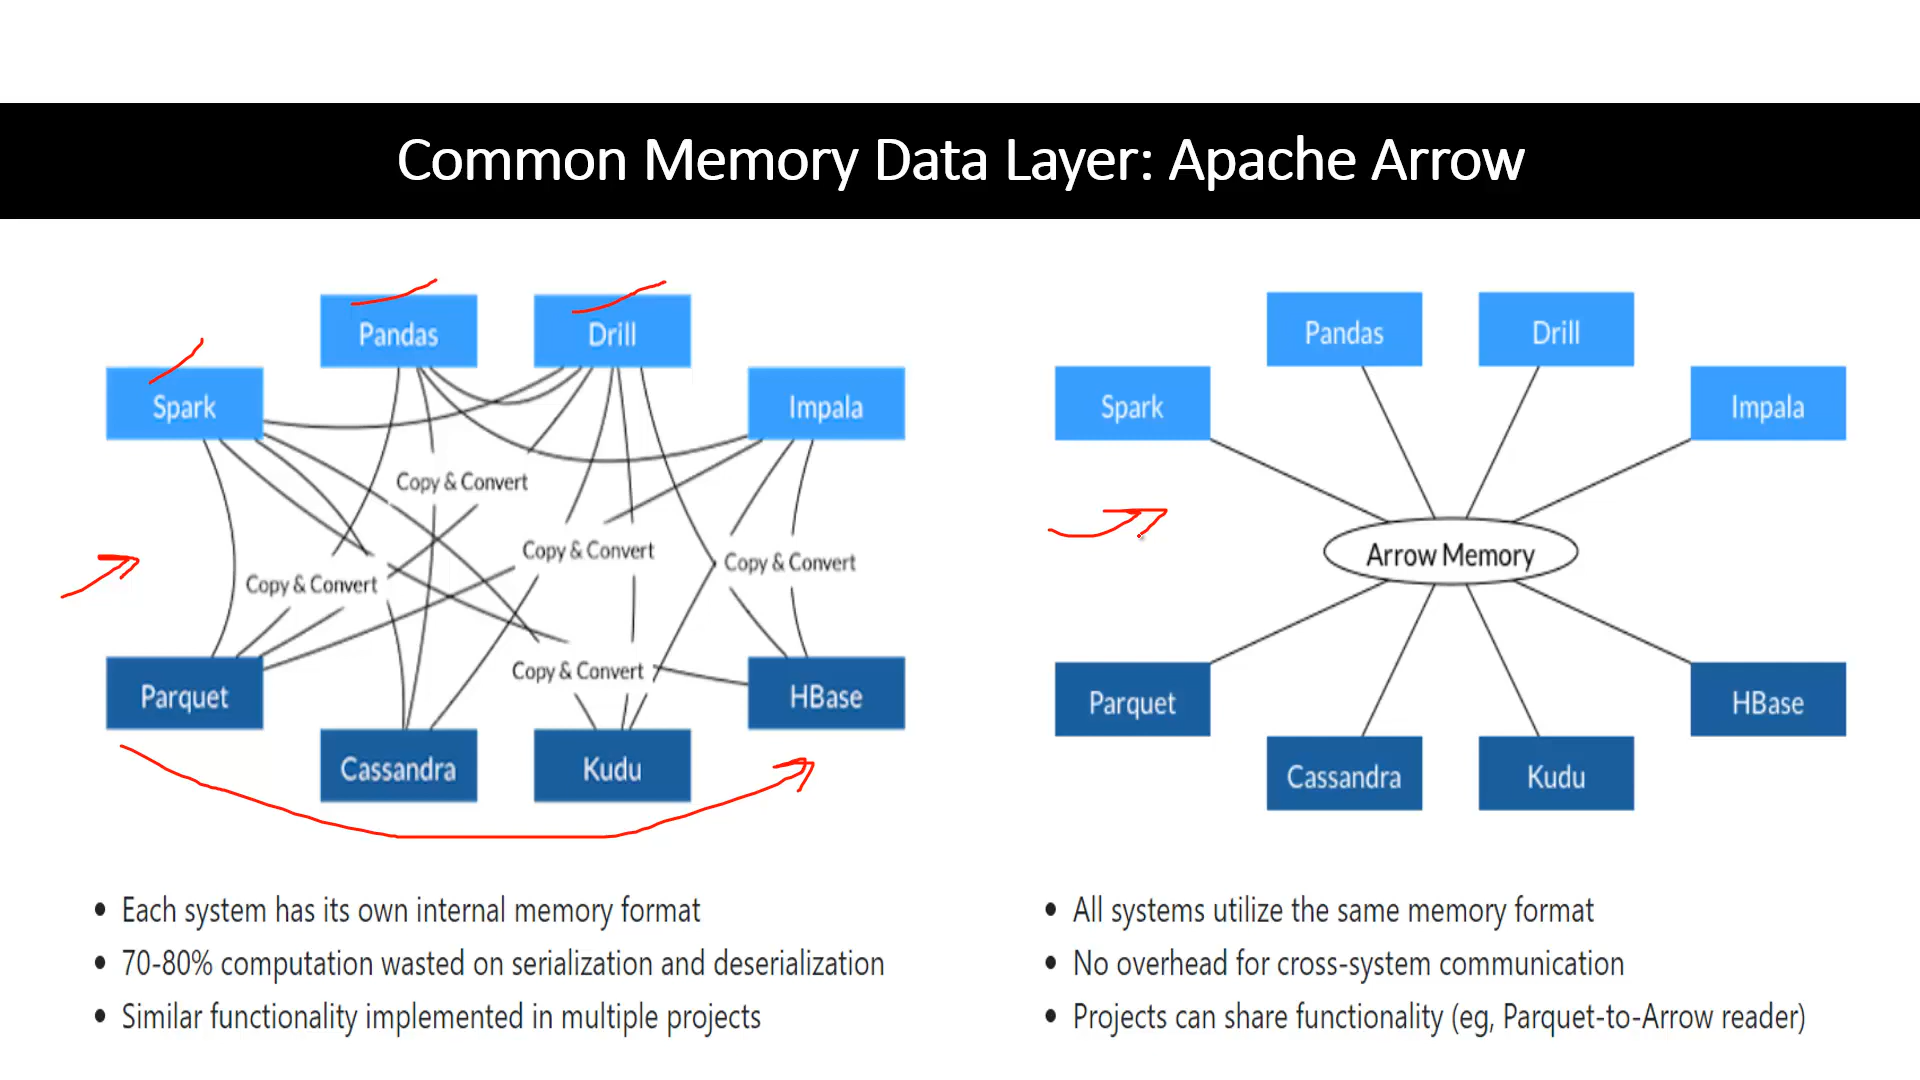 Common Memory Data Layer: Apache Arrow
Pandas
Drill
Spark
Impala
Copy & Convert
Copy & Convert
Copy & Convert
Copy & Convert
Copy & Convert
Parquet
HBase
Cassandra
Kudu
• Each system has its own internal memory format
• 70-80% computation wasted on serialization and deserialization
• Similar functionality implemented in multiple projects
Pandas
Drill
Spark
Impala
Arrow Memory
Parquet
HBase
Cassandra
Kudu
• All systems utilize the same memory format
• No overhead for cross-system communication
• Projects can share functionality (eg, Parquet-to-Arrow reader)